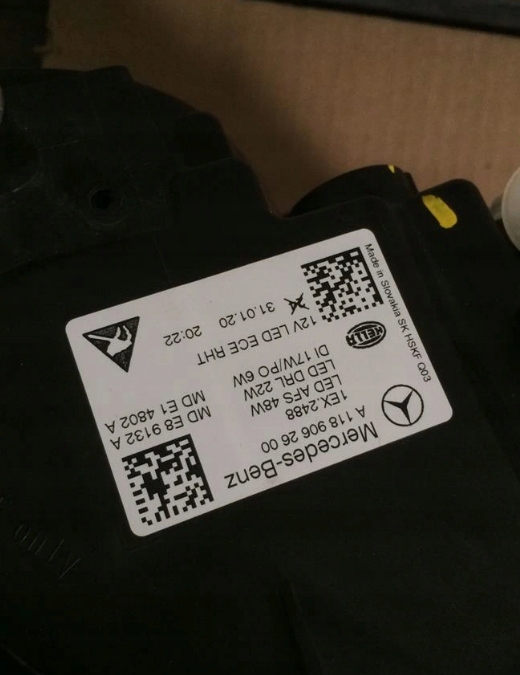 Mercedes-Benz
A 118 906 26 00
1EX.2488
LED AFS 48W
LED DRL 22W
DI 17W/PO 6W
MD E8 9132 A
MD E1 4802 A
HELLA
12V LED ECE RHT
31.01.20 20:22
Made in Slovakia SK HSKF Q03
only